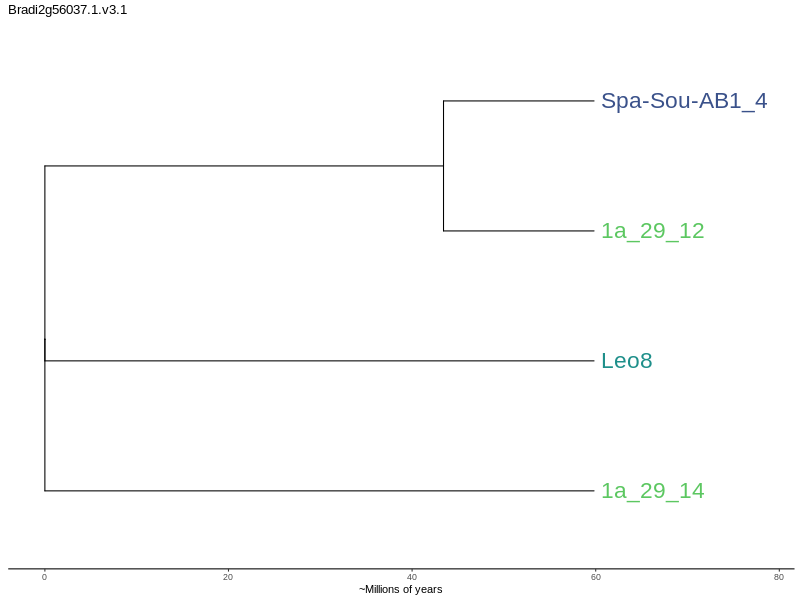 Bradi2g56037.1.v3.1
Spa-Sou-AB1_4
1a_29_12
Leo8
1a_29_14
0 20 40 60 80
~Millions of years